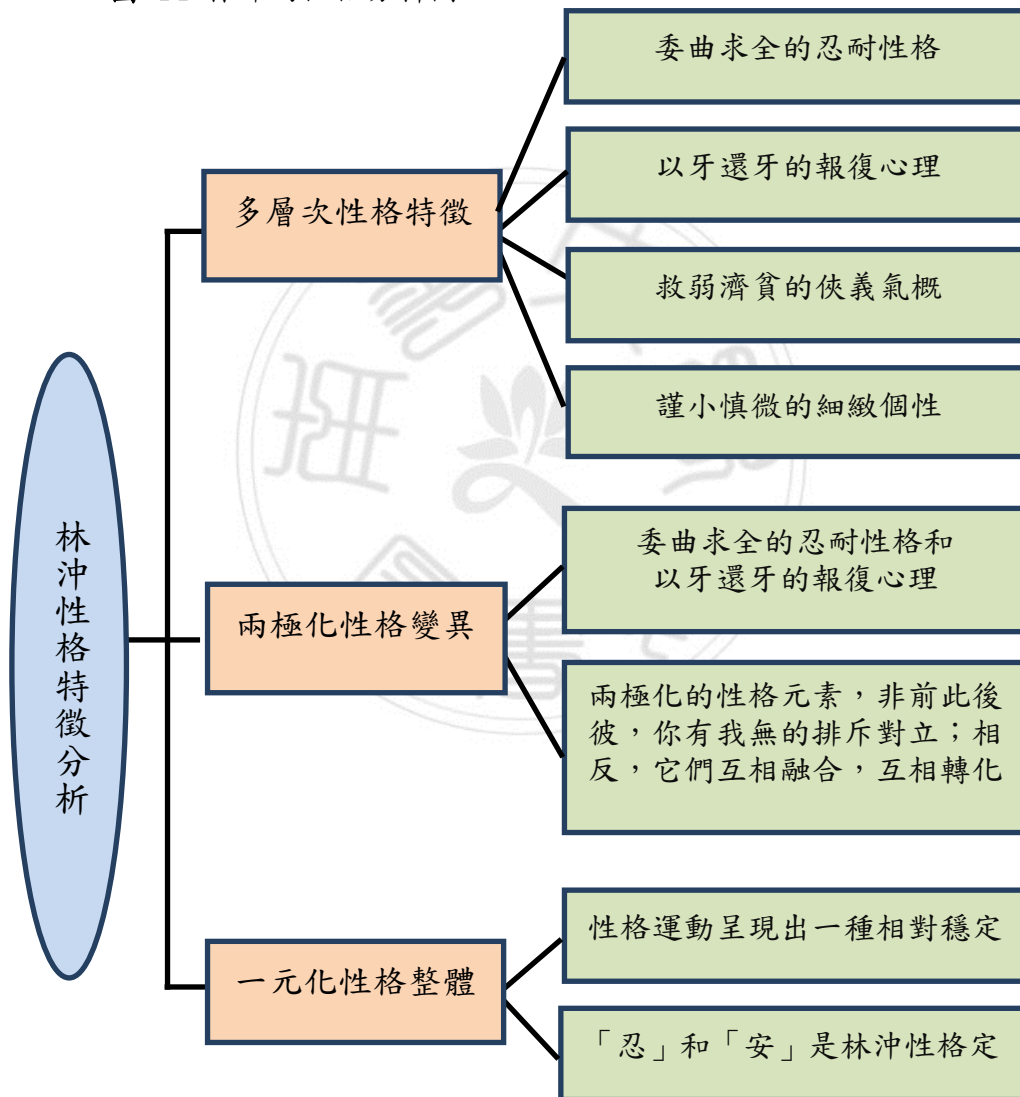 委曲求全的忍耐性格
以牙還牙的報復心理
多層次性格特徵
救弱濟貧的俠義氣概
謹小慎微的細緻個性
林沖性格特徵分析
委曲求全的忍耐性格和
以牙還牙的報復心理
兩極化性格變異
兩極化的性格元素，非前此後
彼，你有我無的排斥對立；相
反，它們互相融合，互相轉化
性格運動呈現出一種相對穩定
一元化性格整體
「忍」和「安」是林沖性格定